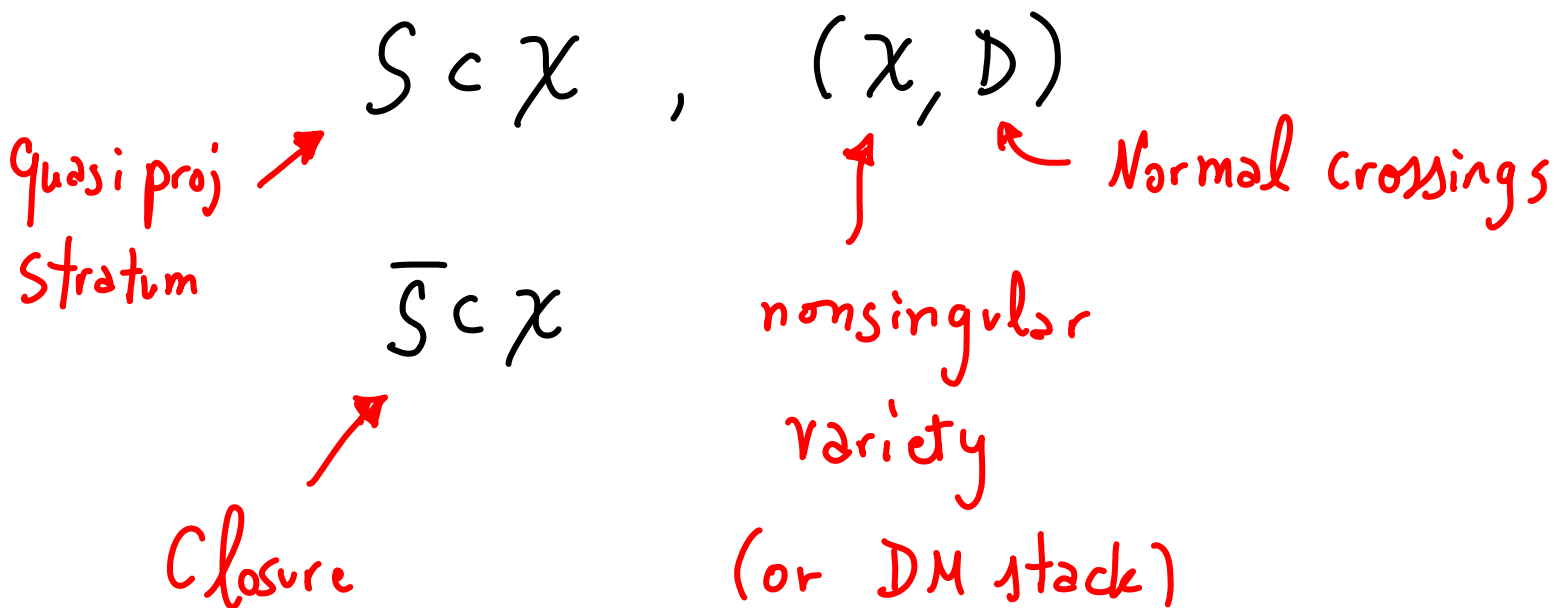 S ⊂ X , (X, D)
Quasi proj
stratum
Normal crossings
S̅ ⊂ X
nonsingular
variety
Closure
(or DM stack)